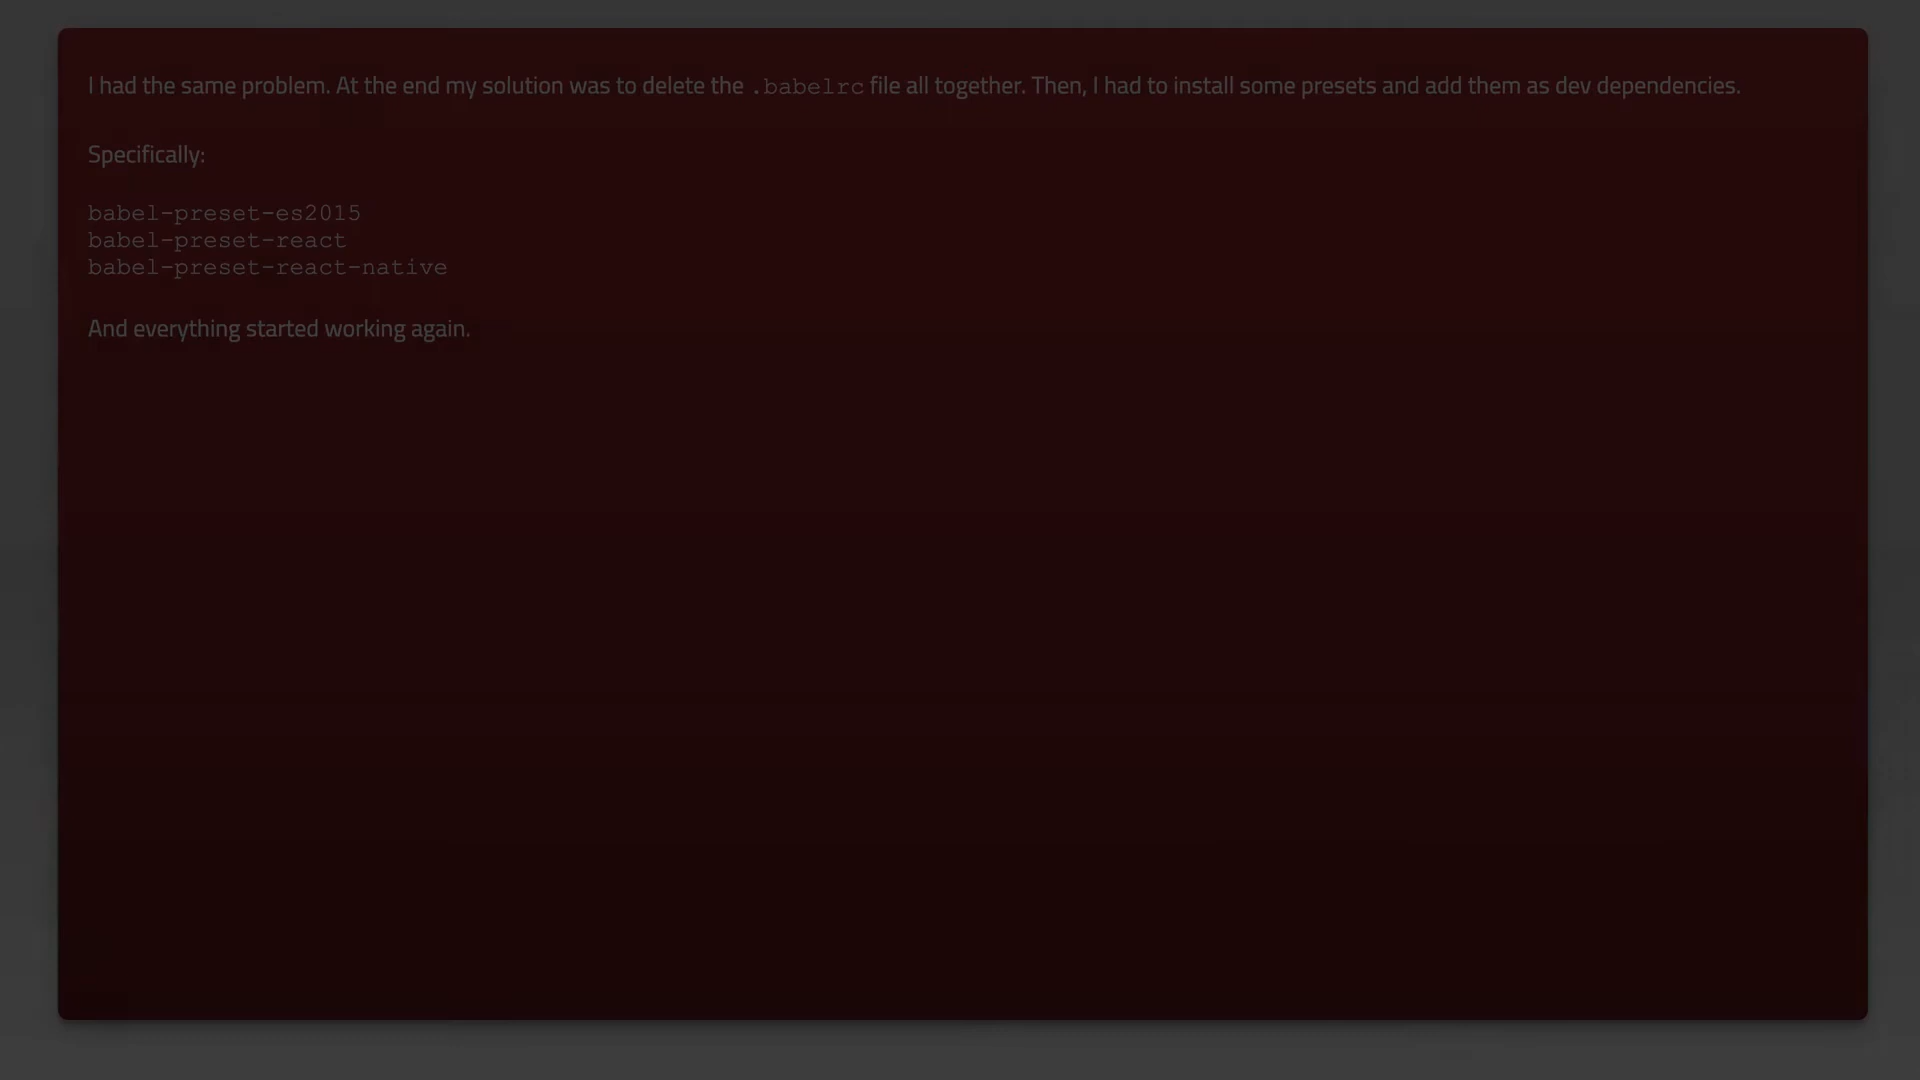 I had the same problem. At the end my solution was to delete the .babelrc file all together. Then, I had to install some presets and add them as dev dependencies.
Specifically:
babel-preset-es2015
babel-preset-react
babel-preset-react-native
And everything started working again.